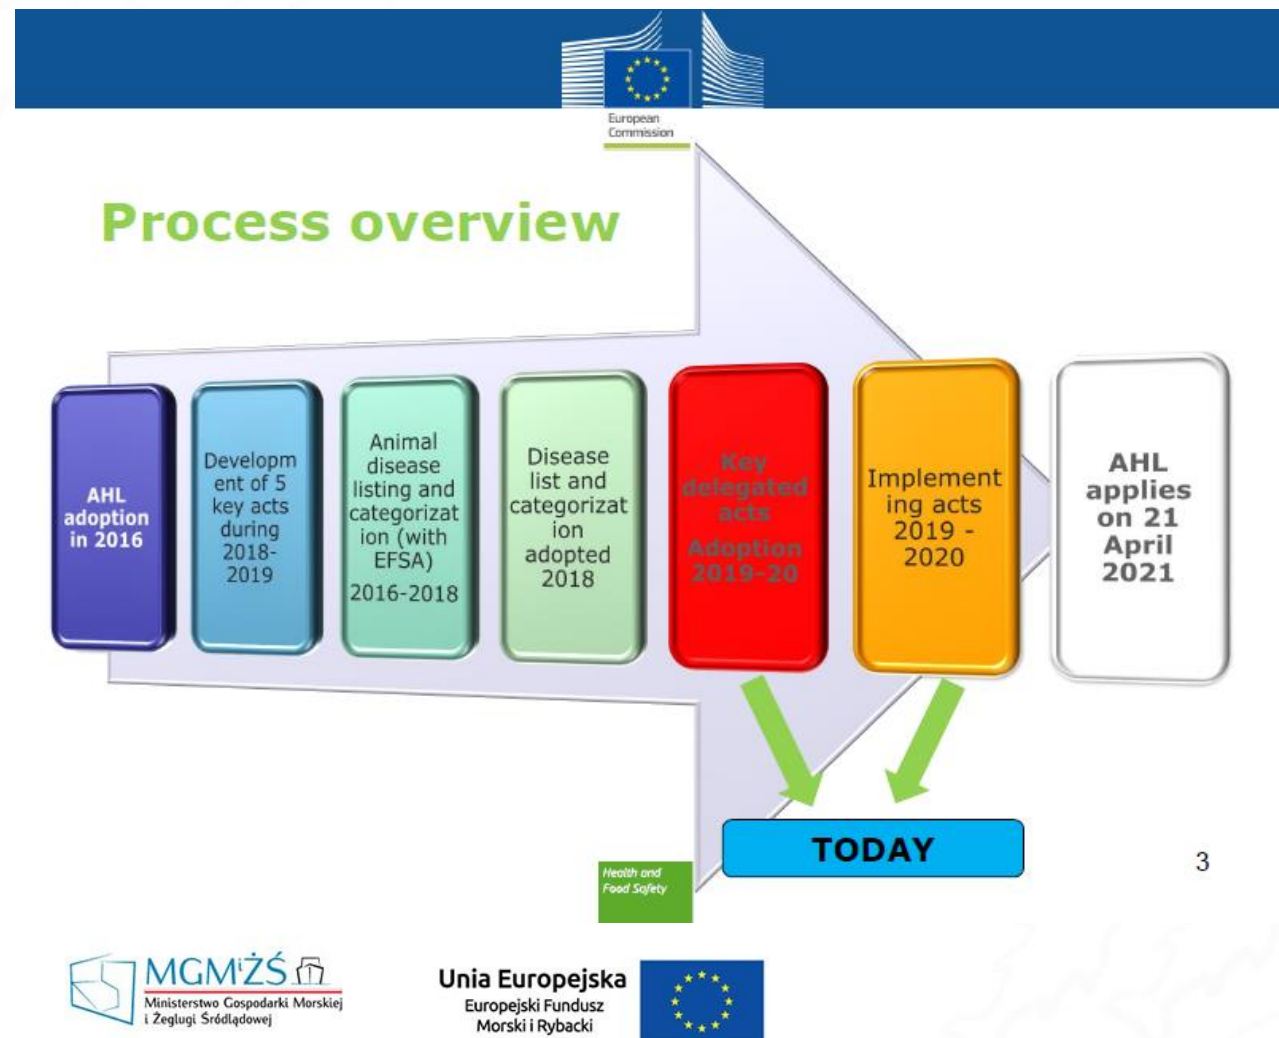 European
Commission
Process overview
AHL
adoption
in 2016
Developm
ent of 5
key acts
during
2018-
2019
Animal
disease
listing and
categorizat
ion (with
EFSA)
2016-2018
Disease
list and
categorizat
ion
adopted
2018
Key
delegated
acts
Adoption
2019-20
Implement
ing acts
2019 -
2020
AHL
applies
on 21
April
2021
TODAY
3
Health and
Food Safety
MGMiŻŚ
Ministerstwo Gospodarki Morskiej
i Żeglugi Śródlądowej
Unia Europejska
Europejski Fundusz
Morski i Rybacki